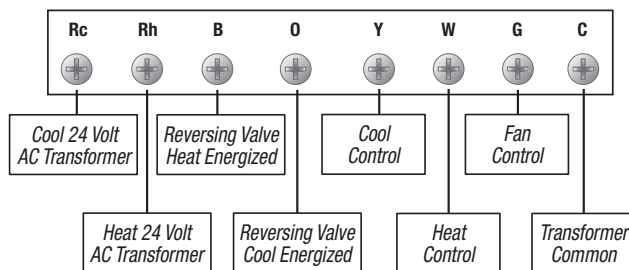 Rc Rh B O Y W G C
Cool 24 Volt
AC Transformer
Reversing Valve
Heat Energized
Cool
Control
Fan
Control
Heat 24 Volt
AC Transformer
Reversing Valve
Cool Energized
Heat
Control
Transformer
Common